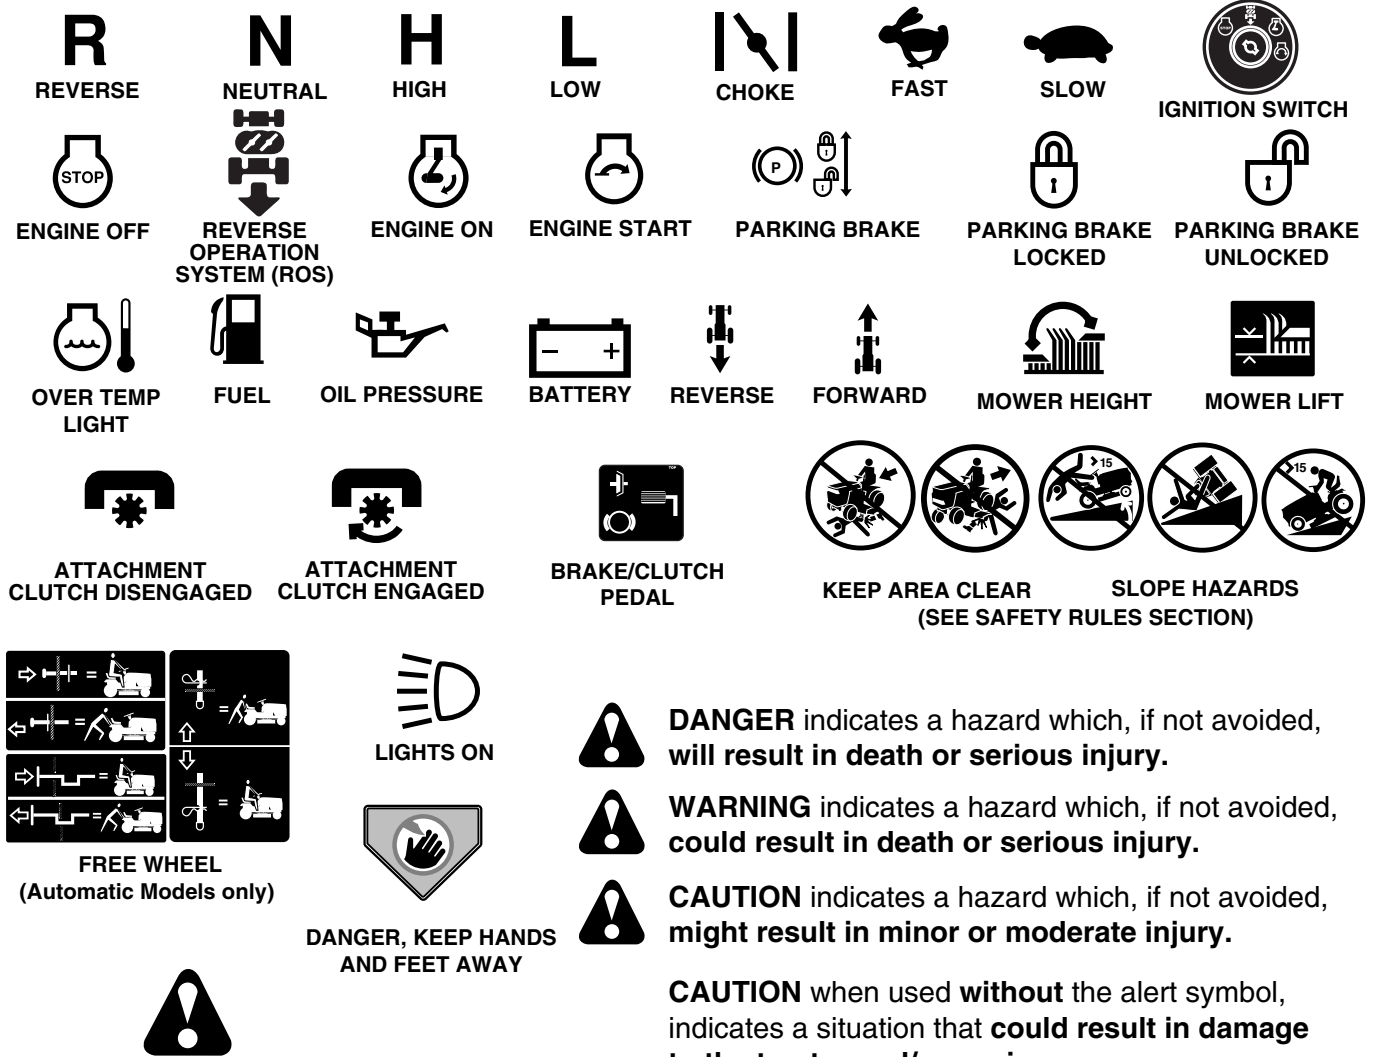 R N H L
REVERSE NEUTRAL HIGH LOW CHOKE FAST SLOW IGNITION SWITCH
STOP P
ENGINE OFF REVERSE OPERATION SYSTEM (ROS) ENGINE ON ENGINE START PARKING BRAKE PARKING BRAKE LOCKED PARKING BRAKE UNLOCKED
OVER TEMP LIGHT FUEL OIL PRESSURE BATTERY REVERSE FORWARD MOWER HEIGHT MOWER LIFT
TOP
>15 >15
ATTACHMENT CLUTCH DISENGAGED ATTACHMENT CLUTCH ENGAGED BRAKE/CLUTCH PEDAL KEEP AREA CLEAR SLOPE HAZARDS
(SEE SAFETY RULES SECTION)
FREE WHEEL
(Automatic Models only)
LIGHTS ON
DANGER, KEEP HANDS
AND FEET AWAY
DANGER indicates a hazard which, if not avoided,
will result in death or serious injury.
WARNING indicates a hazard which, if not avoided,
could result in death or serious injury.
CAUTION indicates a hazard which, if not avoided,
might result in minor or moderate injury.
CAUTION when used without the alert symbol,
indicates a situation that could result in damage